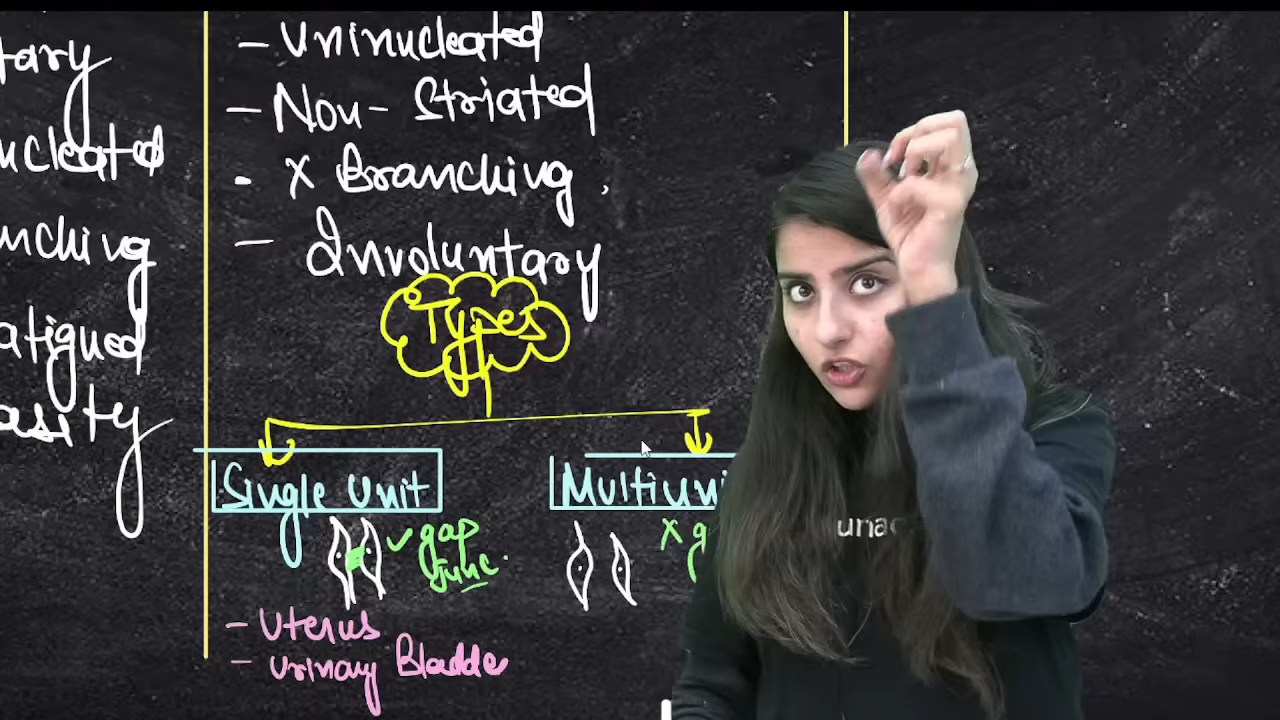 tary
ucleated
nching
atigued
asity
- Uninucleated
- Non-Striated
- x Branching.
- Involuntary
Types
Single Unit
✓ gap
junc.
- Uterus
- Urinary Bladde
Multiuni
x g
una